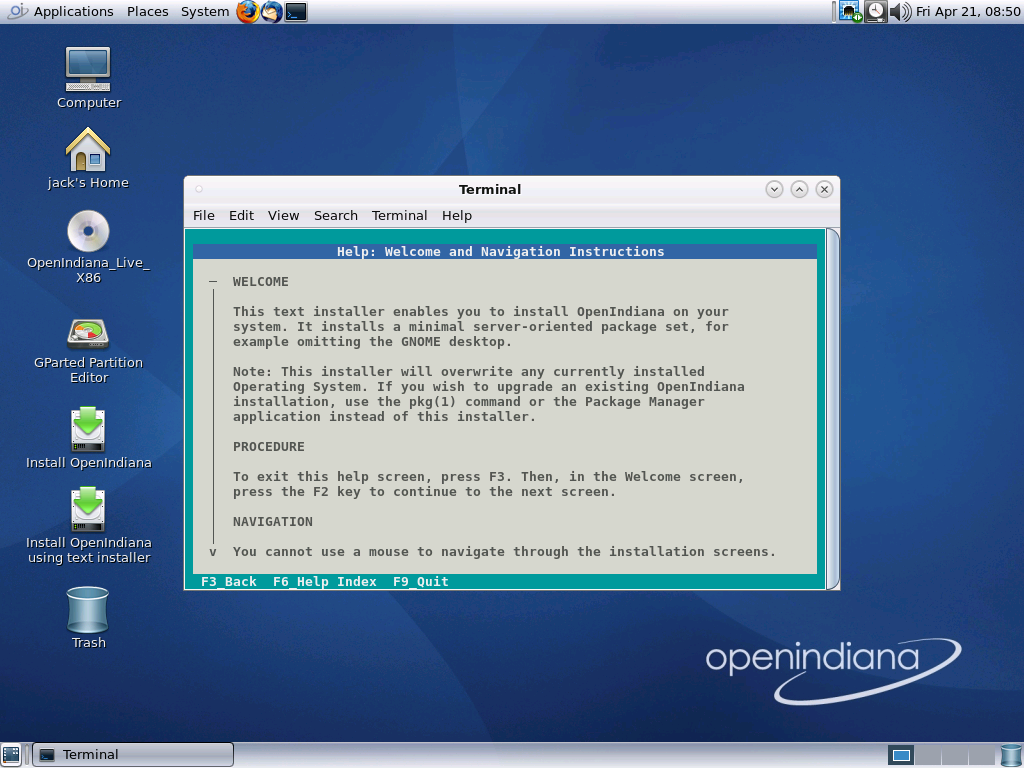 Applications Places System Fri Apr 21, 08:50
Computer
jack's Home
OpenIndiana_Live_
X86
GParted Partition
Editor
Install OpenIndiana
Install OpenIndiana
using text installer
Trash
Terminal
File Edit View Search Terminal Help
Help: Welcome and Navigation Instructions
WELCOME
This text installer enables you to install OpenIndiana on your
system. It installs a minimal server-oriented package set, for
example omitting the GNOME desktop.
Note: This installer will overwrite any currently installed
Operating System. If you wish to upgrade an existing OpenIndiana
installation, use the pkg(1) command or the Package Manager
application instead of this installer.
PROCEDURE
To exit this help screen, press F3. Then, in the Welcome screen,
press the F2 key to continue to the next screen.
NAVIGATION
v You cannot use a mouse to navigate through the installation screens.
F3_Back F6_Help Index F9_Quit
openindiana
Terminal